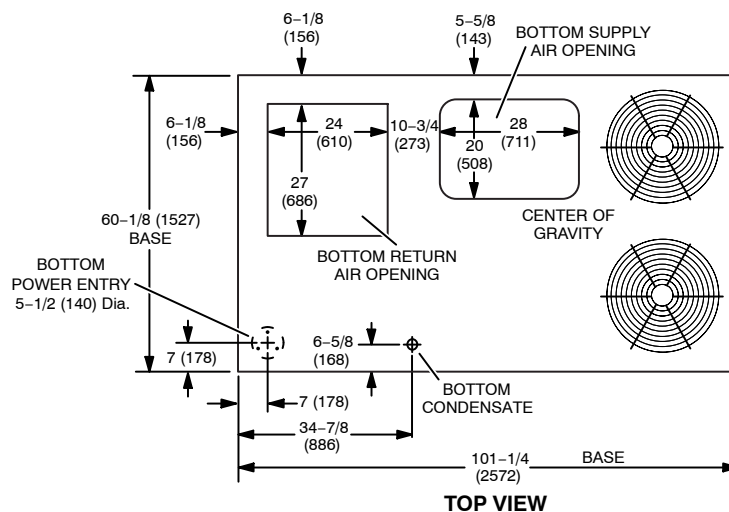 6–1/8
(156)
5–5/8
(143)
BOTTOM SUPPLY
AIR OPENING
6–1/8
(156)
24
(610)
10–3/4
(273)
28
(711)
20
(508)
27
(686)
60–1/8 (1527)
BASE
CENTER OF
GRAVITY
BOTTOM RETURN
AIR OPENING
BOTTOM
POWER ENTRY
5–1/2 (140) Dia.
7 (178)
6–5/8
(168)
BOTTOM
CONDENSATE
7 (178)
34–7/8
(886)
101–1/4
(2572)
BASE
TOP VIEW